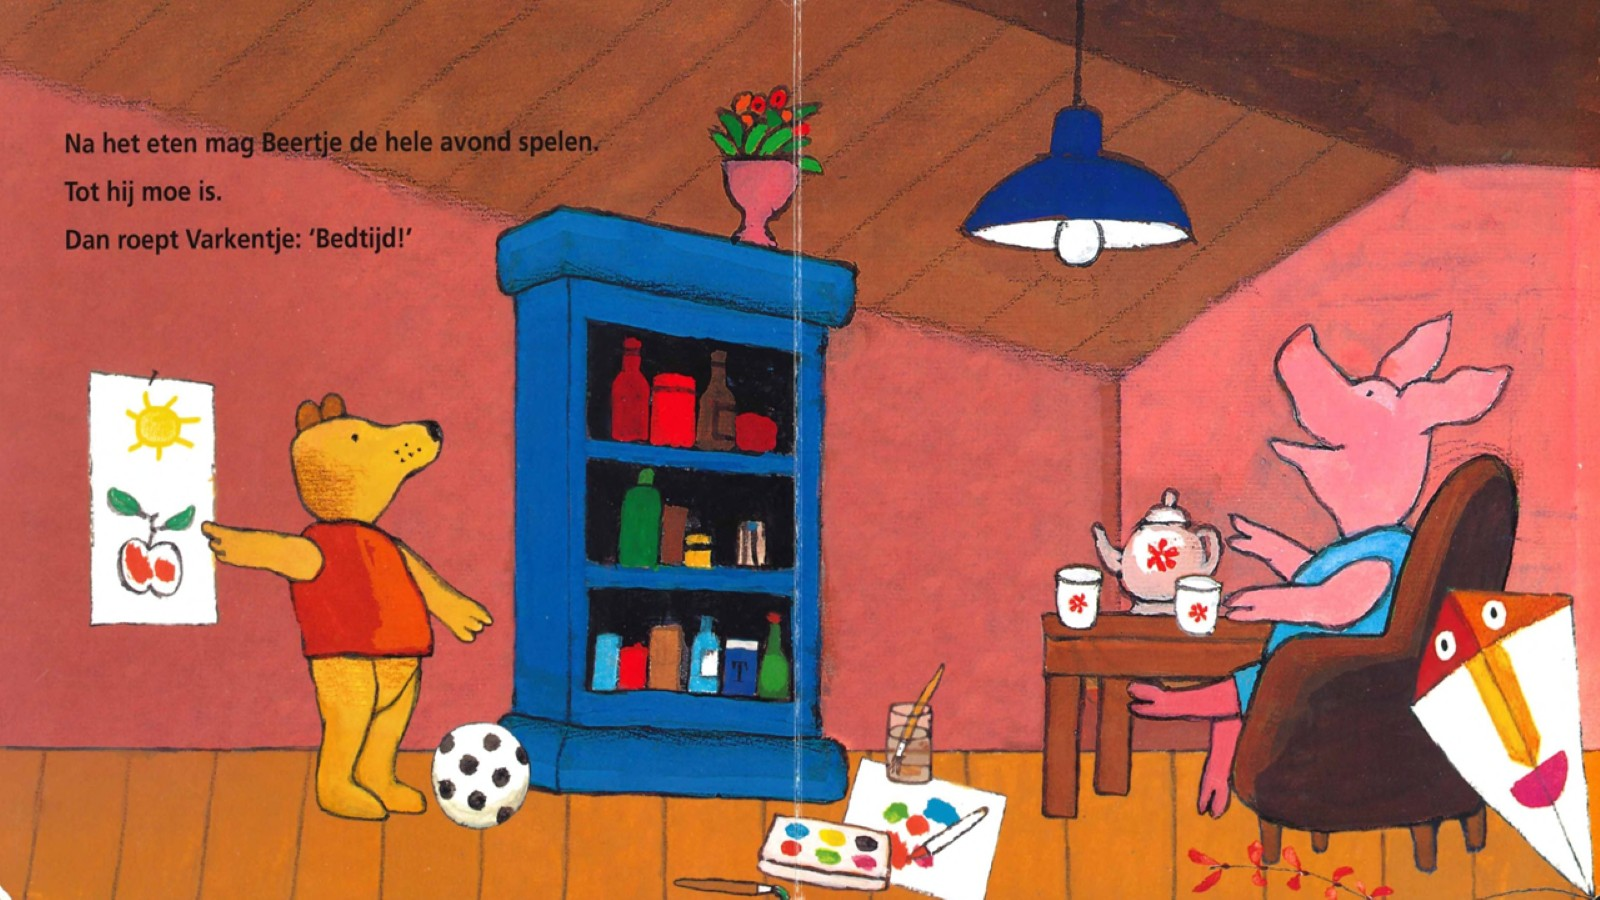 Na het eten mag Beertje de hele avond spelen.
Tot hij moe is.
Dan roept Varkentje: ‘Bedtijd!’
T